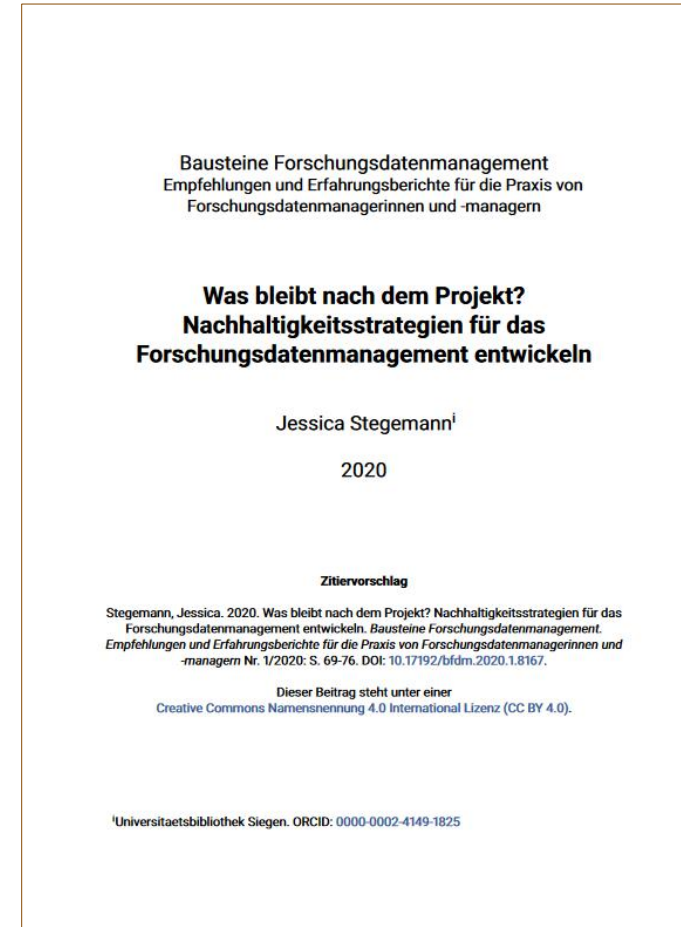 Bausteine Forschungsdatenmanagement
Empfehlungen und Erfahrungsberichte für die Praxis von
Forschungsdatenmanagerinnen und -managern
Was bleibt nach dem Projekt?
Nachhaltigkeitsstrategien für das
Forschungsdatenmanagement entwickeln
Jessica Stegemannⁱ
2020
Zitiervorschlag
Stegemann, Jessica. 2020. Was bleibt nach dem Projekt? Nachhaltigkeitsstrategien für das
Forschungsdatenmanagement entwickeln. Bausteine Forschungsdatenmanagement.
Empfehlungen und Erfahrungsberichte für die Praxis von Forschungsdatenmanagerinnen und
-managern Nr. 1/2020: S. 69-76. DOI: 10.17192/bfdm.2020.1.8167.
Dieser Beitrag steht unter einer
Creative Commons Namensnennung 4.0 International Lizenz (CC BY 4.0).
ⁱUniversitaetsbibliothek Siegen. ORCID: 0000-0002-4149-1825